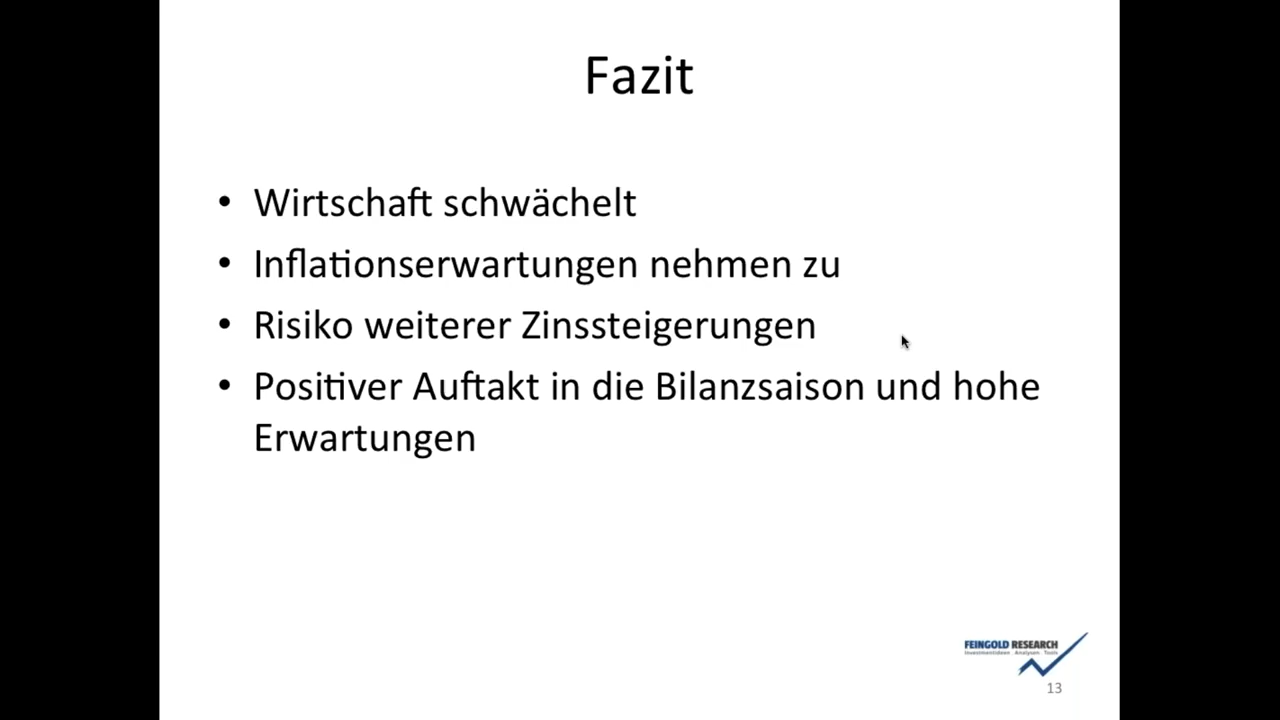 Fazit
• Wirtschaft schwächelt
• Inflationserwartungen nehmen zu
• Risiko weiterer Zinssteigerungen
• Positiver Auftakt in die Bilanzsaison und hohe
Erwartungen
FEINGOLD RESEARCH
Investmentideen . Analysen . Tools
13